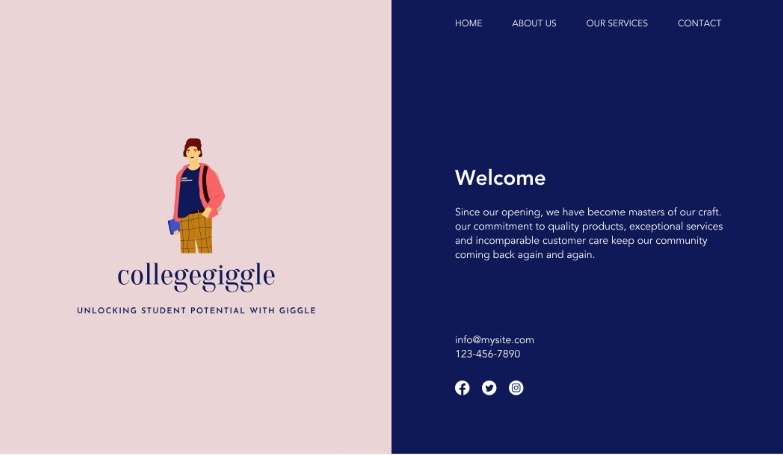 HOME ABOUT US OUR SERVICES CONTACT
collegegiggle
UNLOCKING STUDENT POTENTIAL WITH GIGGLE
Welcome
Since our opening, we have become masters of our craft.
our commitment to quality products, exceptional services
and incomparable customer care keep our community
coming back again and again.
info@mysite.com
123-456-7890